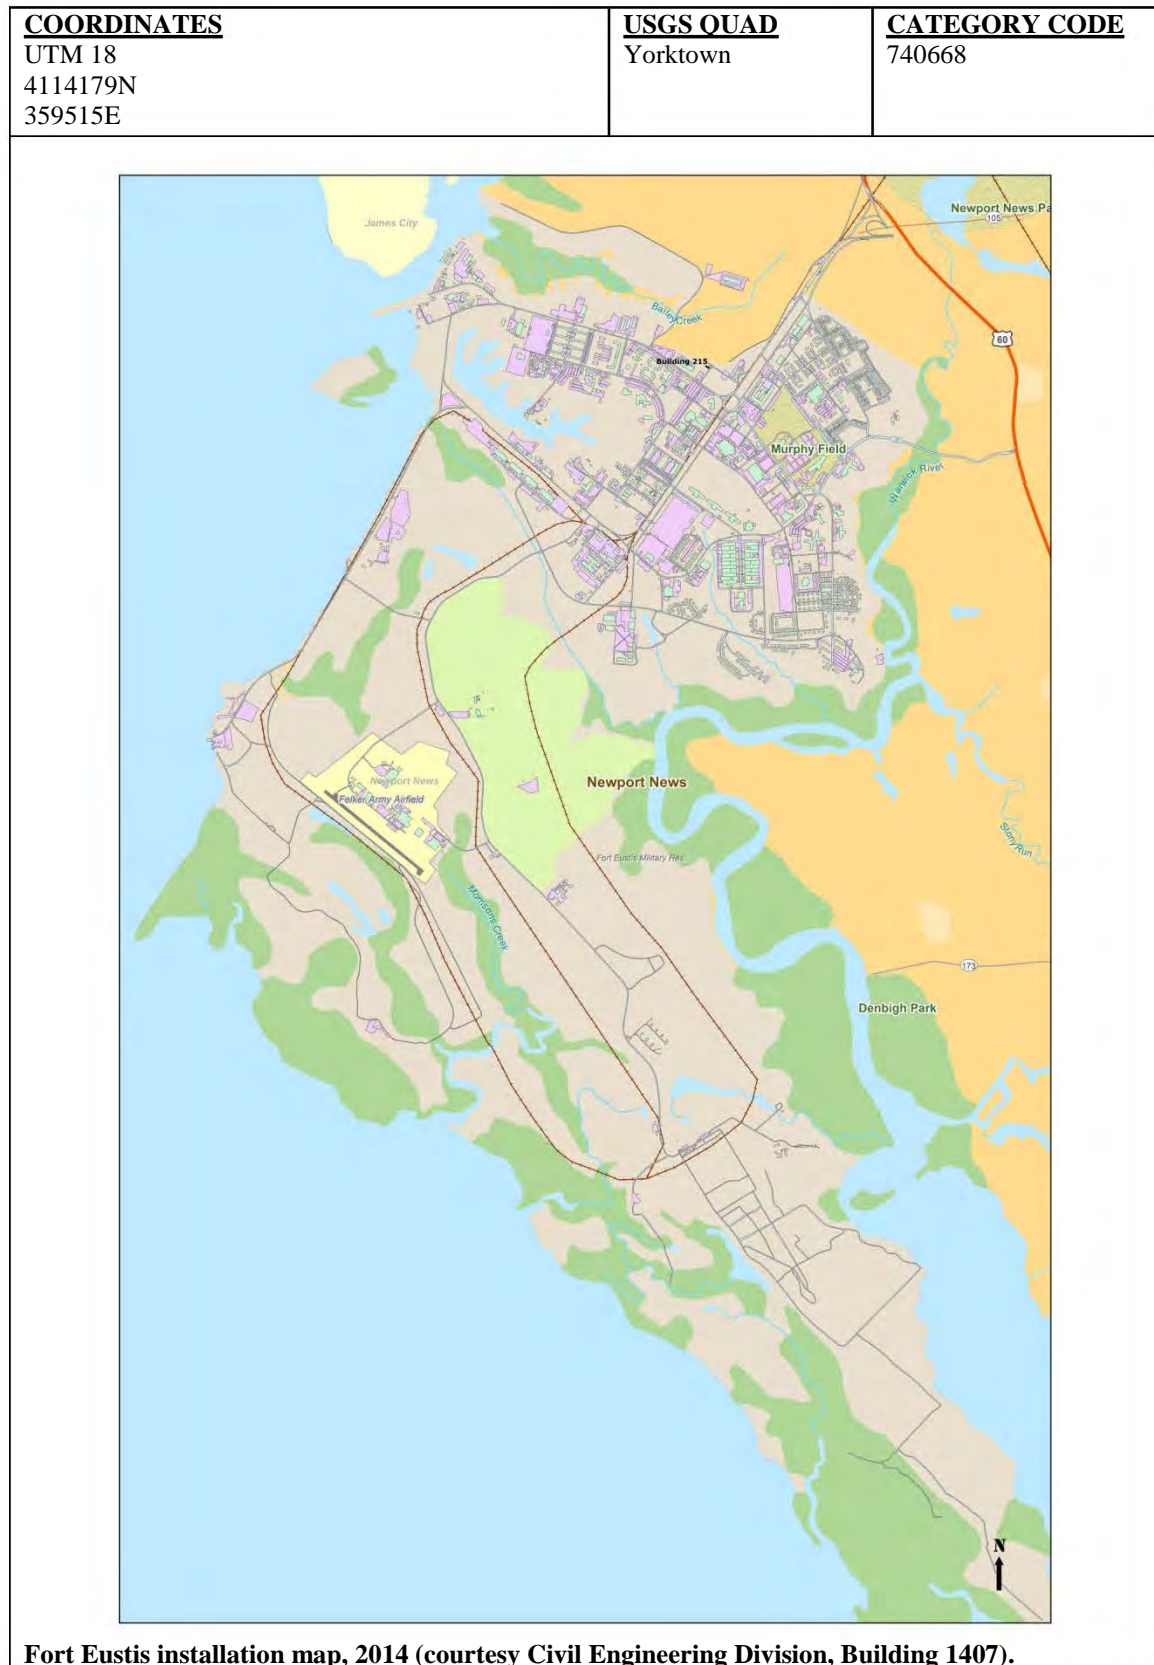 COORDINATES
UTM 18
4114179N
359515E
USGS QUAD
Yorktown
CATEGORY CODE
740668
James City
Newport News Pa
105
Bailey Creek
60
Building 215
Murphy Field
Warwick River
Newport News
Felker Army Airfield
Newport News
Stony Run
Fort Eustis Military Res
Morrisons Creek
173
Denbigh Park
N
Fort Eustis installation map, 2014 (courtesy Civil Engineering Division, Building 1407).